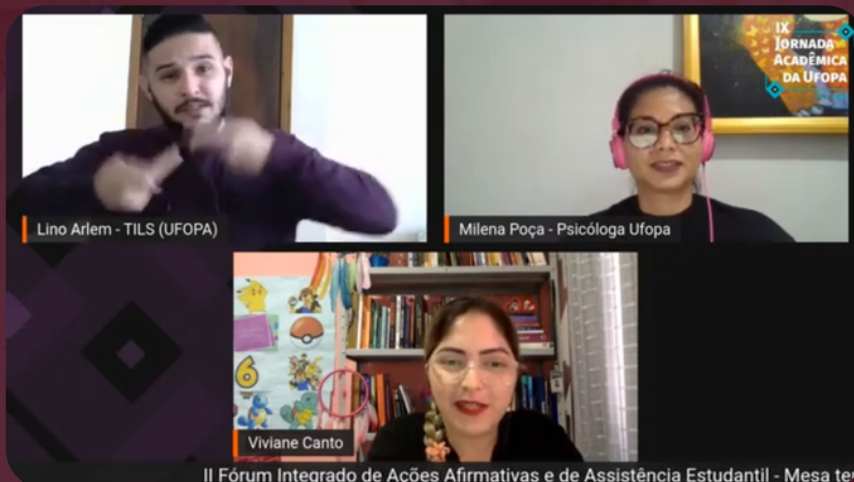 IX
JORNADA
ACADÊMICA
DA UFOPA
Lino Arlem - TILS (UFOPA)
Milena Poça - Psicóloga Ufopa
6
Viviane Canto
II Fórum Integrado de Ações Afirmativas e de Assistência Estudantil - Mesa